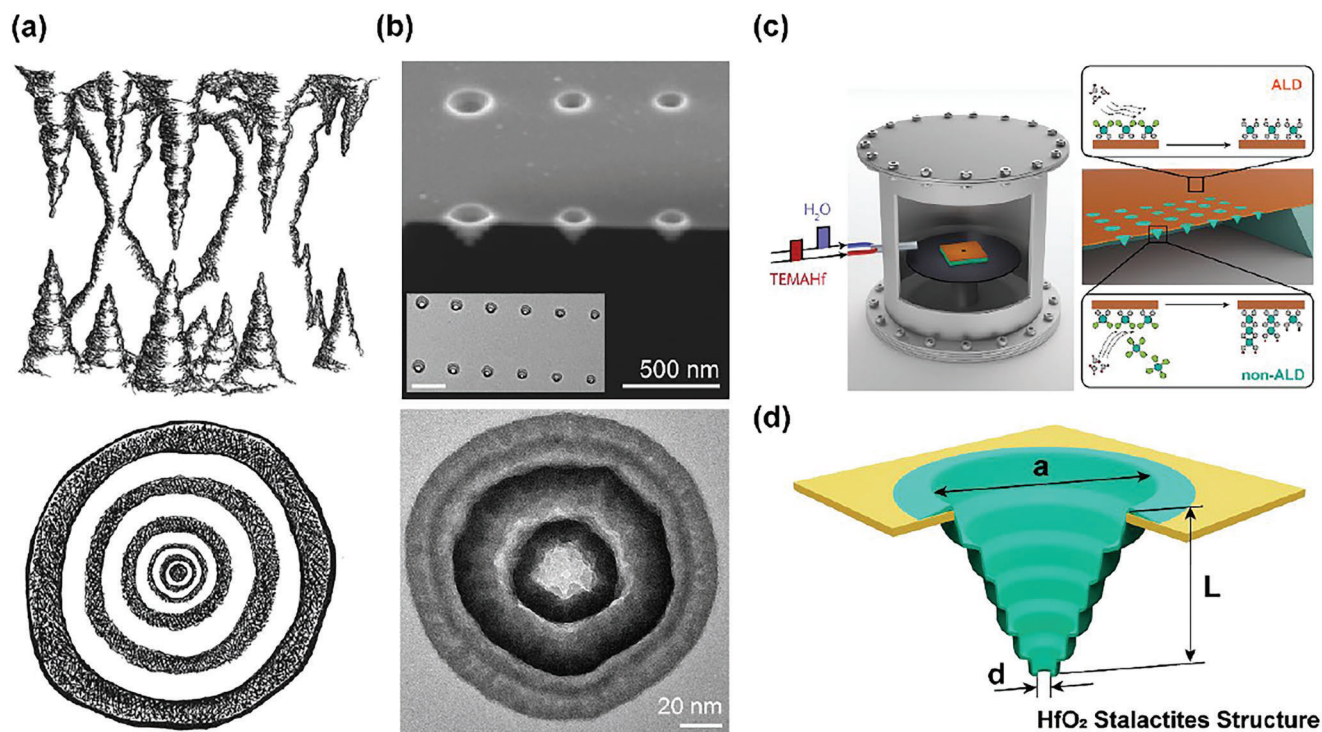 (a)
(b)
500 nm
20 nm
(c)
H₂O
TEMAHf
ALD
non-ALD
(d)
a
L
d
HfO₂ Stalactites Structure